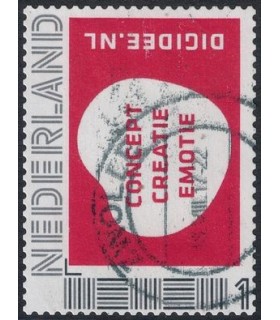 NEDERLAND
DIGIDEE.NL
CONCEPT
CREATIE
EMOTIE
1